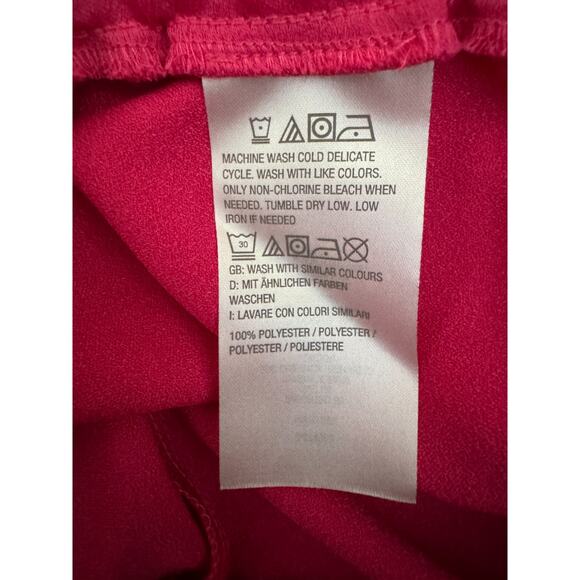 MACHINE WASH COLD DELICATE
CYCLE. WASH WITH LIKE COLORS.
ONLY NON-CHLORINE BLEACH WHEN
NEEDED. TUMBLE DRY LOW. LOW
IRON IF NEEDED
30
GB: WASH WITH SIMILAR COLOURS
D: MIT ÄHNLICHEN FARBEN
WASCHEN
I: LAVARE CON COLORI SIMILARI
100% POLYESTER / POLYESTER /
POLYESTER / POLIESTERE